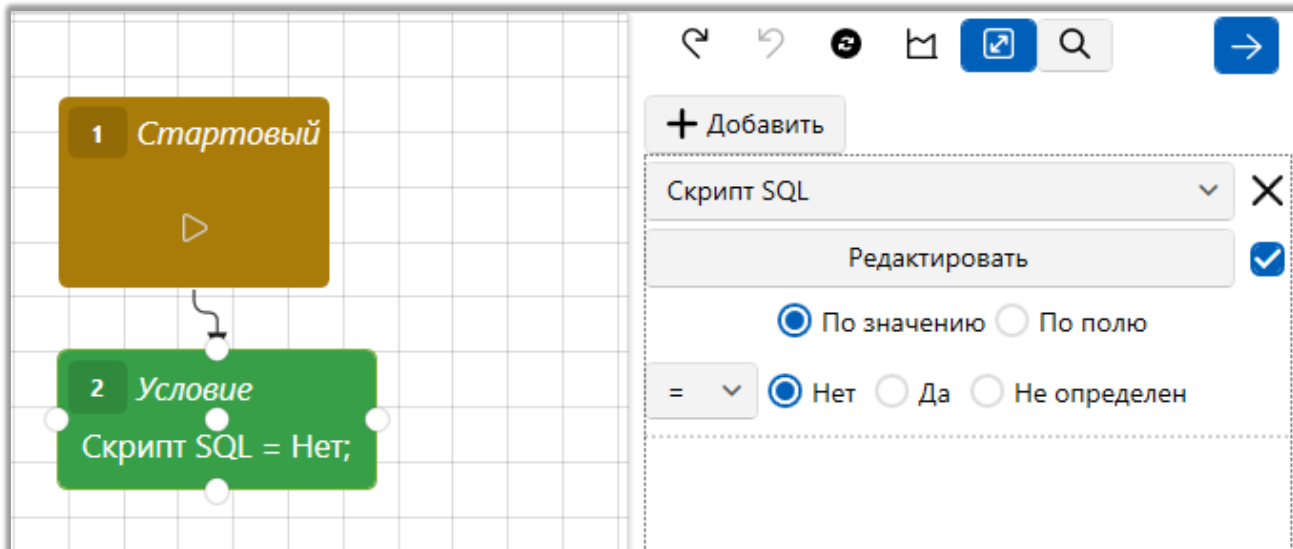 1 Стартовый
2 Условие
Скрипт SQL = Нет;
Добавить
Скрипт SQL
Редактировать
По значению По полю
= Нет Да Не определен